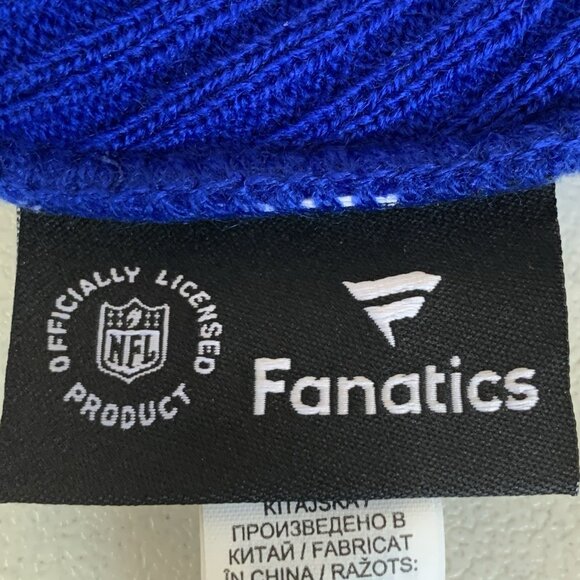 OFFICIALLY LICENSED
NFL
PRODUCT
Fanatics
KITAJSKA
ПРОИЗВЕДЕНО В
КИТАЙ / FABRICAT
ÎN CHINA / RAŽOTS: